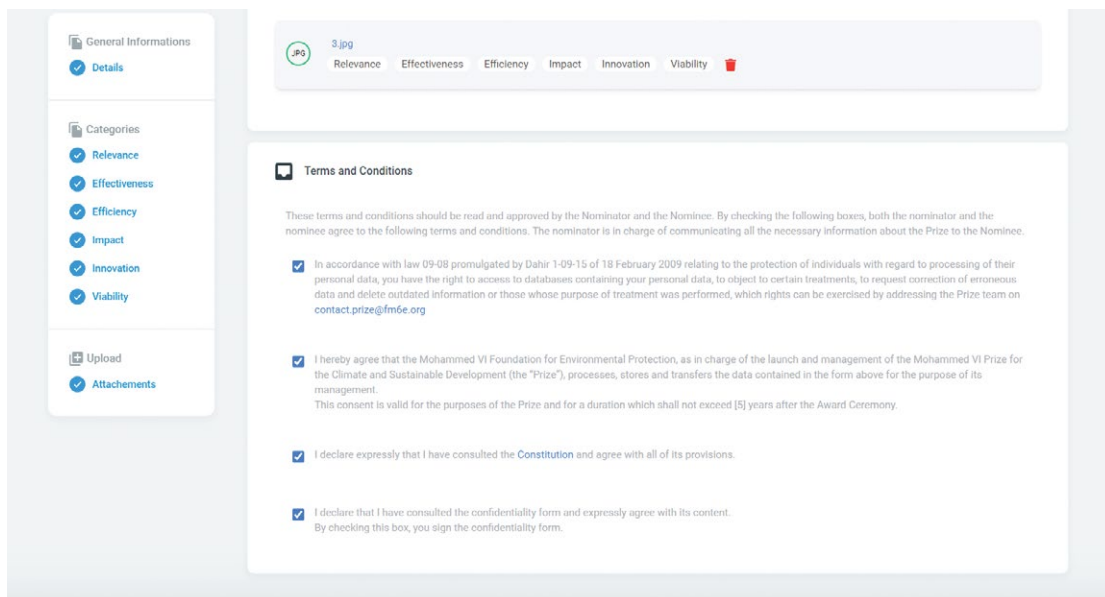 General Informations
Details
Categories
Relevance
Effectiveness
Efficiency
Impact
Innovation
Viability
Upload
Attachements
JPG
3.jpg
Relevance Effectiveness Efficiency Impact Innovation Viability
Terms and Conditions
These terms and conditions should be read and approved by the Nominator and the Nominee. By checking the following boxes, both the nominator and the
nominee agree to the following terms and conditions. The nominator is in charge of communicating all the necessary information about the Prize to the Nominee.
In accordance with law 09-08 promulgated by Dahir 1-09-15 of 18 February 2009 relating to the protection of individuals with regard to processing of their
personal data, you have the right to access to databases containing your personal data, to object to certain treatments, to request correction of erroneous
data and delete outdated information or those whose purpose of treatment was performed, which rights can be exercised by addressing the Prize team on
contact.prize@fm6e.org
I hereby agree that the Mohammed VI Foundation for Environmental Protection, as in charge of the launch and management of the Mohammed VI Prize for
the Climate and Sustainable Development (the “Prize”), processes, stores and transfers the data contained in the form above for the purpose of its
management.
This consent is valid for the purposes of the Prize and for a duration which shall not exceed [5] years after the Award Ceremony.
I declare expressly that I have consulted the Constitution and agree with all of its provisions.
I declare that I have consulted the confidentiality form and expressly agree with its content.
By checking this box, you sign the confidentiality form.